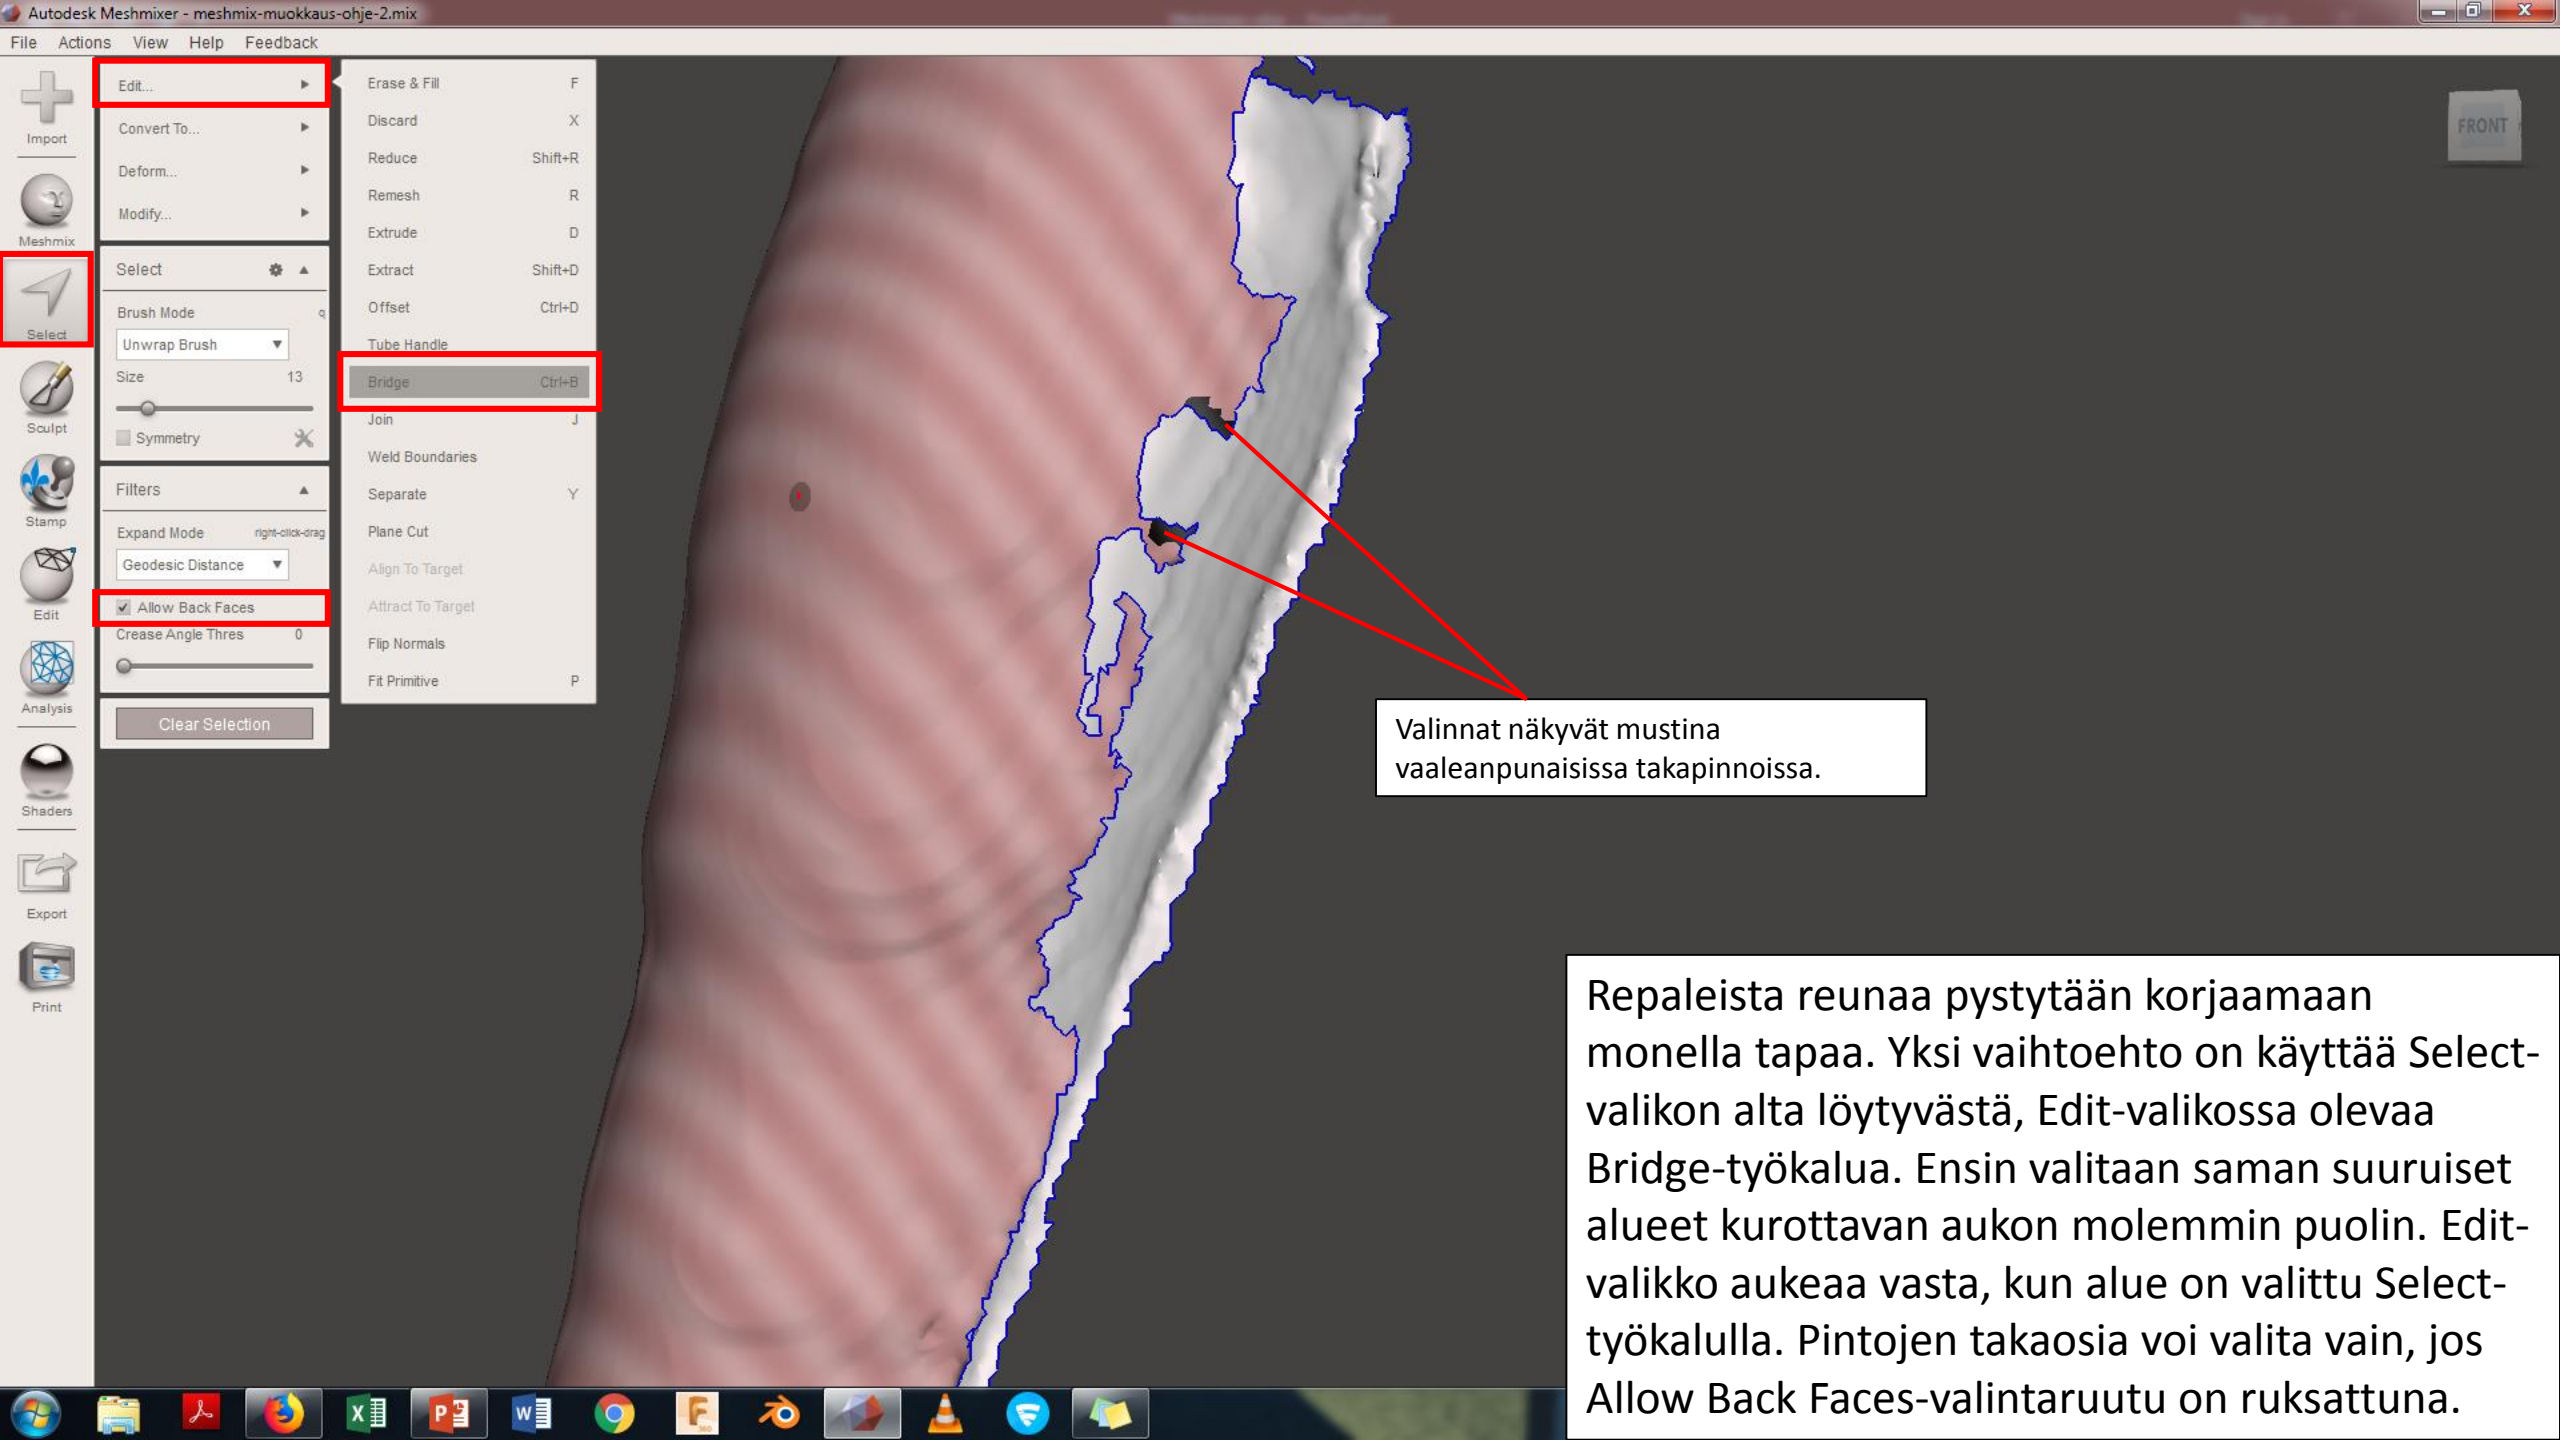 Autodesk Meshmixer - meshmix-muokkaus-ohje-2.mix
File Actions View Help Feedback
Import
Meshmix
Select
Sculpt
Stamp
Edit
Analysis
Shaders
Export
Print
Edit...
Convert To...
Deform...
Modify...
Select
Brush Mode q
Unwrap Brush
Size 13
Symmetry
Filters
Expand Mode right-click-drag
Geodesic Distance
Allow Back Faces
Crease Angle Thres 0
Clear Selection
Erase & Fill F
Discard X
Reduce Shift+R
Remesh R
Extrude D
Extract Shift+D
Offset Ctrl+D
Tube Handle
Bridge Ctrl+B
Join J
Weld Boundaries
Separate Y
Plane Cut
Align To Target
Attract To Target
Flip Normals
Fit Primitive P
FRONT
Valinnat näkyvät mustina
vaaleanpunaisissa takapinnoissa.
Repaleista reunaa pystytään korjaamaan
monella tapaa. Yksi vaihtoehto on käyttää Select-
valikon alta löytyvästä, Edit-valikossa olevaa
Bridge-työkalua. Ensin valitaan saman suuruiset
alueet kurottavan aukon molemmin puolin. Edit-
valikko aukeaa vasta, kun alue on valittu Select-
työkalulla. Pintojen takaosia voi valita vain, jos
Allow Back Faces-valintaruutu on ruksattuna.